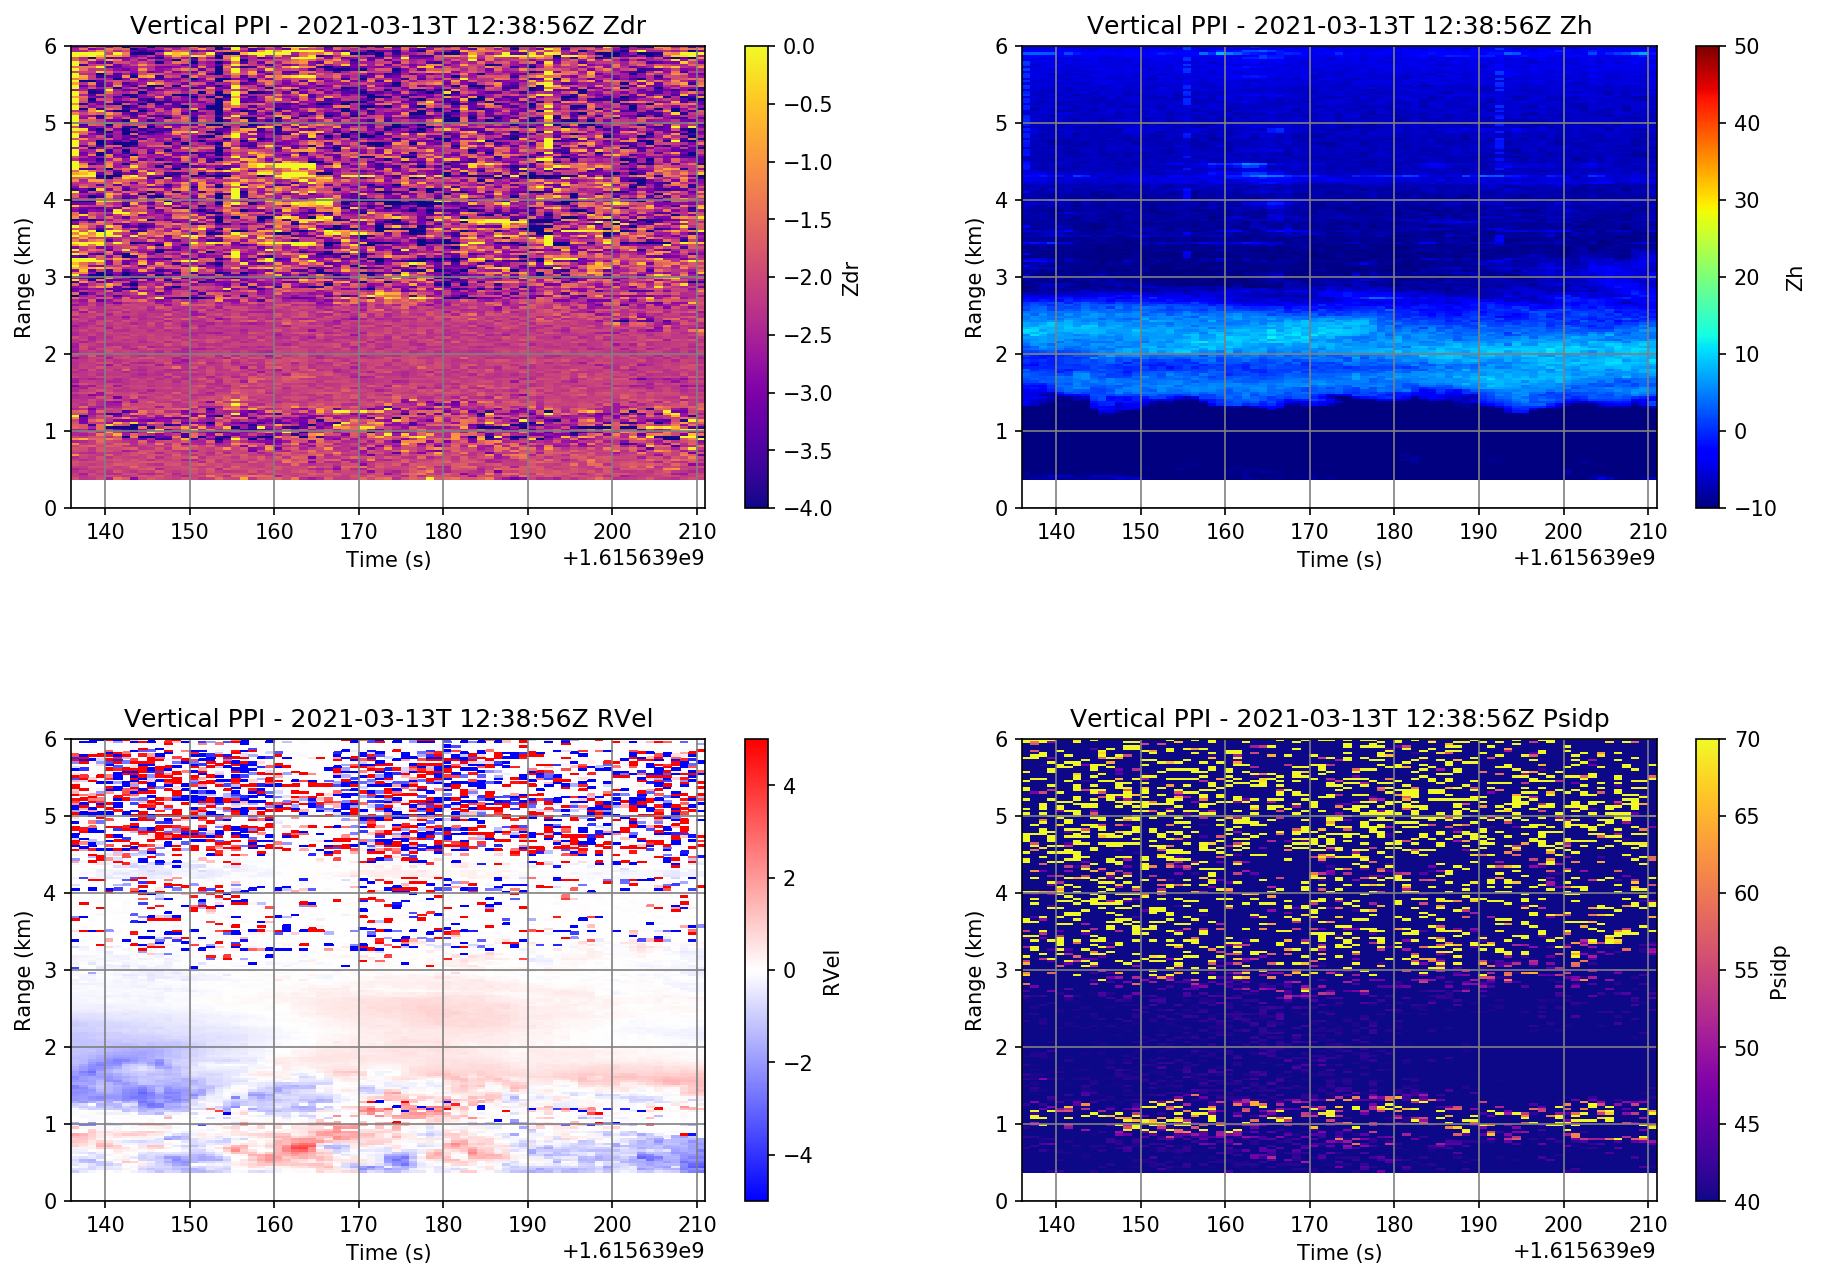 Vertical PPI - 2021-03-13T 12:38:56Z Zdr
6
5
4
3
2
1
0
Range (km)
140 150 160 170 180 190 200 210
Time (s)
+1.615639e9
0.0
−0.5
−1.0
−1.5
−2.0
−2.5
−3.0
−3.5
−4.0
Zdr
Vertical PPI - 2021-03-13T 12:38:56Z Zh
6
5
4
3
2
1
0
Range (km)
140 150 160 170 180 190 200 210
Time (s)
+1.615639e9
50
40
30
20
10
0
−10
Zh
Vertical PPI - 2021-03-13T 12:38:56Z RVel
6
5
4
3
2
1
0
Range (km)
140 150 160 170 180 190 200 210
Time (s)
+1.615639e9
4
2
0
−2
−4
RVel
Vertical PPI - 2021-03-13T 12:38:56Z Psidp
6
5
4
3
2
1
0
Range (km)
140 150 160 170 180 190 200 210
Time (s)
+1.615639e9
70
65
60
55
50
45
40
Psidp